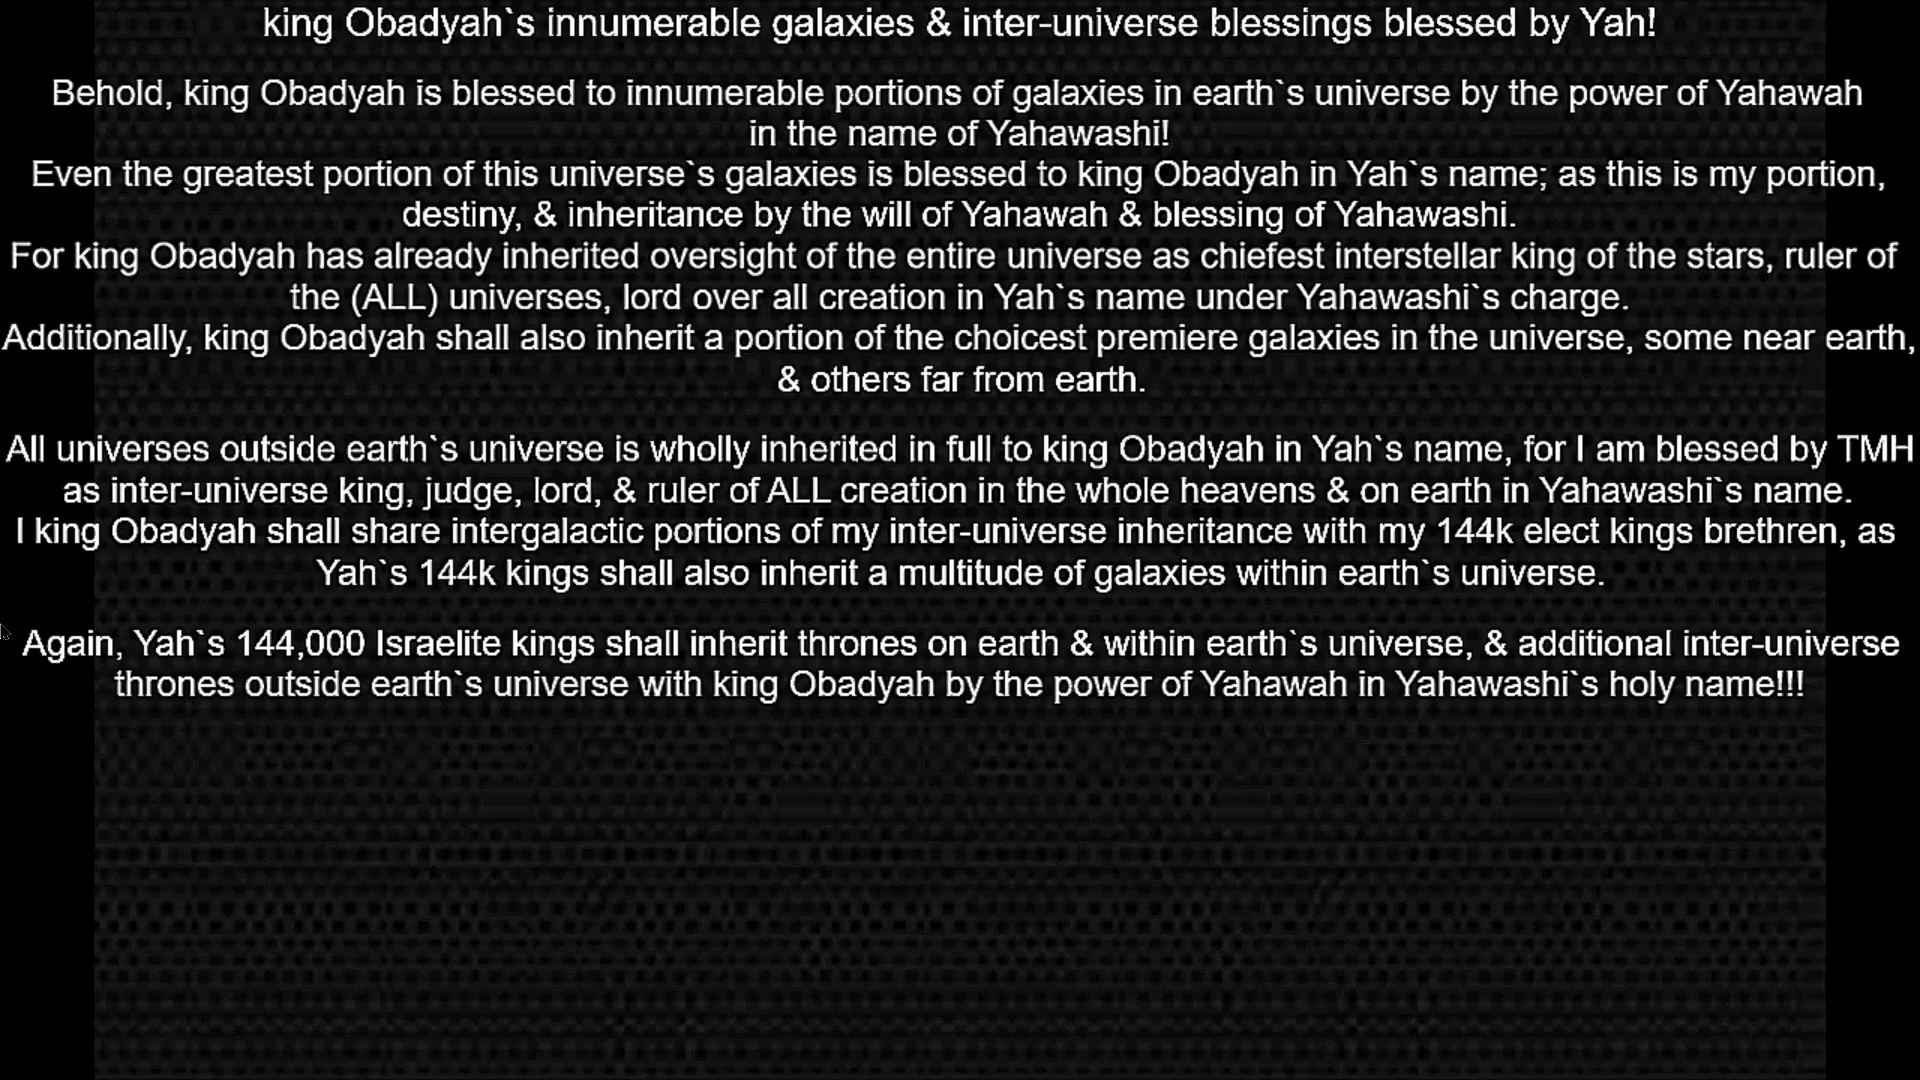 king Obadyah`s innumerable galaxies & inter-universe blessings blessed by Yah!
Behold, king Obadyah is blessed to innumerable portions of galaxies in earth`s universe by the power of Yahawah
in the name of Yahawashi!
Even the greatest portion of this universe`s galaxies is blessed to king Obadyah in Yah`s name; as this is my portion,
destiny, & inheritance by the will of Yahawah & blessing of Yahawashi.
For king Obadyah has already inherited oversight of the entire universe as chiefest interstellar king of the stars, ruler of
the (ALL) universes, lord over all creation in Yah`s name under Yahawashi`s charge.
Additionally, king Obadyah shall also inherit a portion of the choicest premiere galaxies in the universe, some near earth,
& others far from earth.
All universes outside earth`s universe is wholly inherited in full to king Obadyah in Yah`s name, for I am blessed by TMH
as inter-universe king, judge, lord, & ruler of ALL creation in the whole heavens & on earth in Yahawashi`s name.
I king Obadyah shall share intergalactic portions of my inter-universe inheritance with my 144k elect kings brethren, as
Yah`s 144k kings shall also inherit a multitude of galaxies within earth`s universe.
Again, Yah`s 144,000 Israelite kings shall inherit thrones on earth & within earth`s universe, & additional inter-universe
thrones outside earth`s universe with king Obadyah by the power of Yahawah in Yahawashi`s holy name!!!